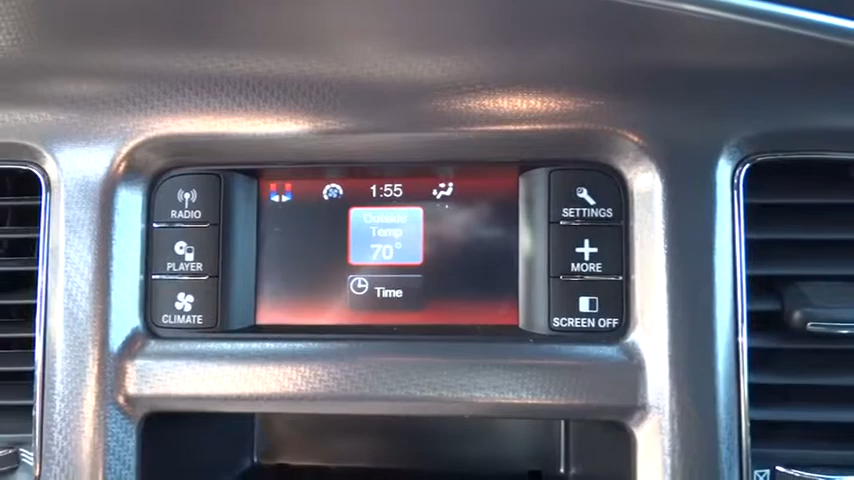 RADIO
PLAYER
CLIMATE
1:55
Outside
Temp
70°
Time
SETTINGS
MORE
SCREEN OFF